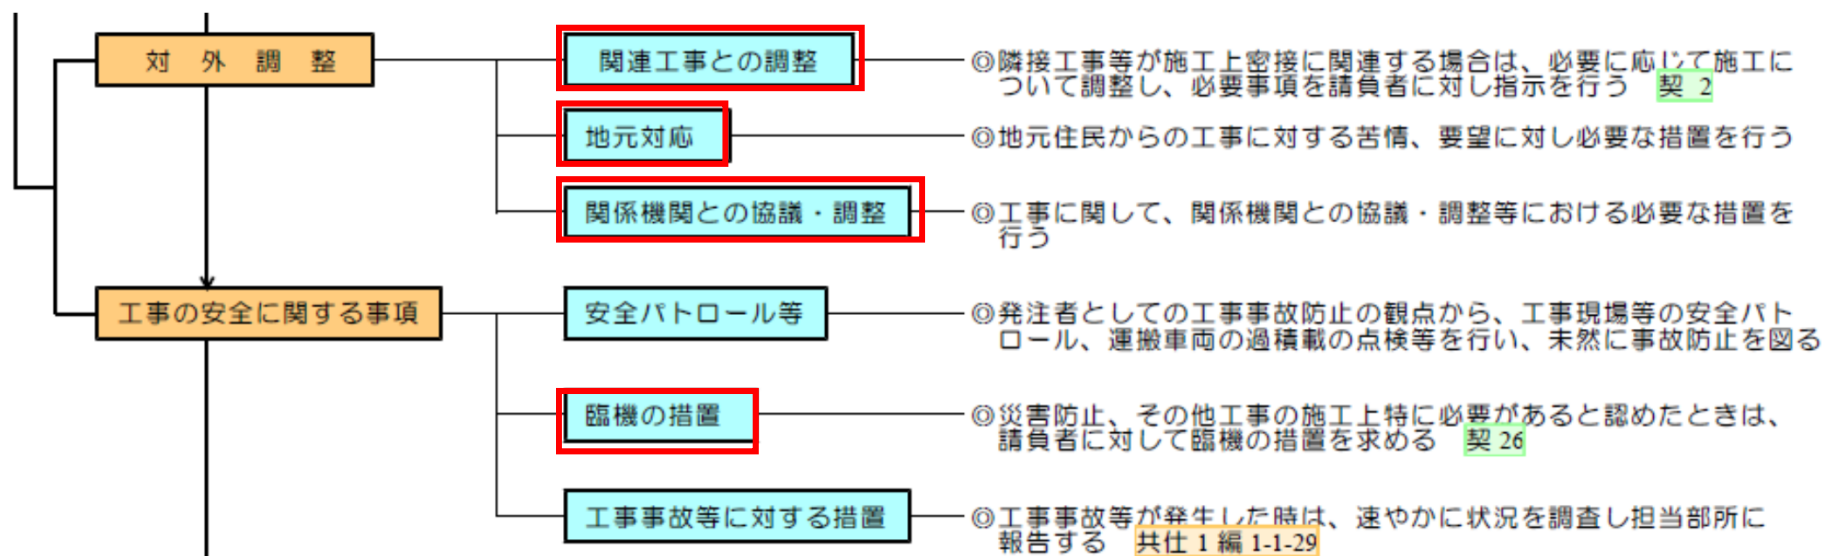 対外調整
関連工事との調整
◎隣接工事等が施工上密接に関連する場合は、必要に応じて施工に
ついて調整し、必要事項を請負者に対し指示を行う 契 2
地元対応
◎地元住民からの工事に対する苦情、要望に対し必要な措置を行う
関係機関との協議・調整
◎工事に関して、関係機関との協議・調整等における必要な措置を
行う
工事の安全に関する事項
安全パトロール等
◎発注者としての工事事故防止の観点から、工事現場等の安全パト
ロール、運搬車両の過積載の点検等を行い、未然に事故防止を図る
臨機の措置
◎災害防止、その他工事の施工上特に必要があると認めたときは、
請負者に対して臨機の措置を求める 契 26
工事事故等に対する措置
◎工事事故等が発生した時は、速やかに状況を調査し担当部所に
報告する 共仕 1 編 1-1-29